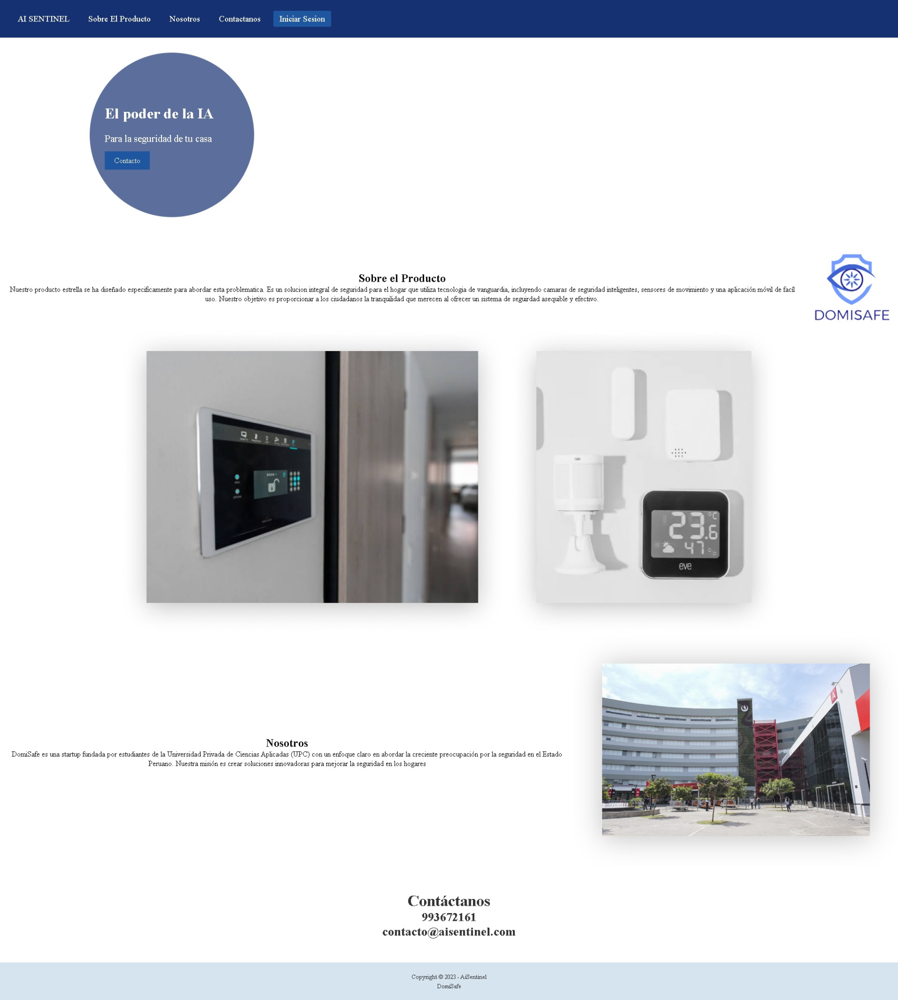 AI SENTINEL Sobre El Producto Nosotros Contactanos Iniciar Sesion
El poder de la IA
Para la seguridad de tu casa
Contacto
Sobre el Producto
Nuestro producto estrella se ha diseñado especificamente para abordar esta problematica. Es un solucion integral de seguridad para el hogar que utiliza tecnologia de vanguardia, incluyendo camaras de seguridad inteligentes, sensores de movimiento y una aplicación móvil de facíl
uso. Nuestro objetivo es proporcionar a los ciudadanos la tranquilidad que merecen al ofrecer un sistema de seguirdad asequible y efectivo.
DOMISAFE
DOOR 1
23.6 °C
47 %
eve
A
Nosotros
DomiSafe es una startup fundada por estudiantes de la Universidad Privada de Ciencias Aplicadas (UPC) con un enfoque claro en abordar la creciente preocupación por la seguridad en el Estado
Peruano. Nuestra misión es crear soluciones innovadoras para mejorar la seguridad en los hogares
Contáctanos
993672161
contacto@aisentinel.com
Copyright © 2023 - AiSentinel
DomiSafe